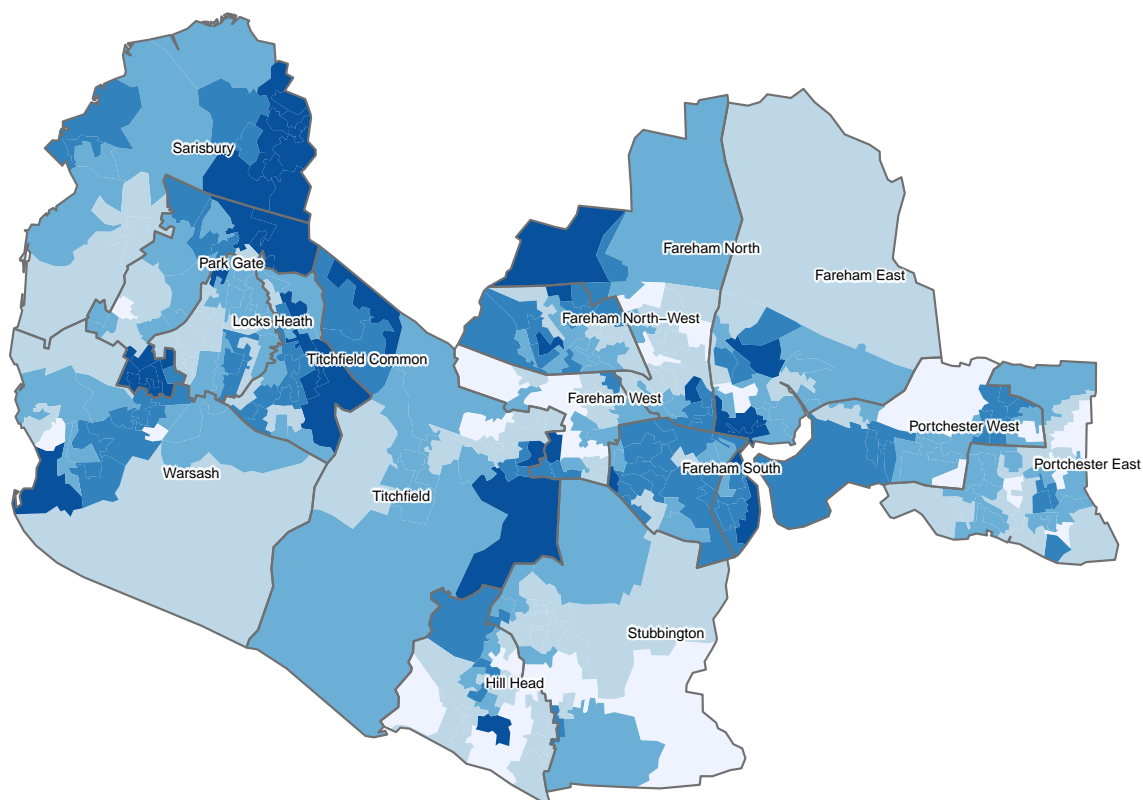 Sarisbury
Fareham North
Park Gate
Fareham East
Locks Heath
Fareham North−West
Titchfield Common
Fareham West
Portchester West
Warsash
Fareham South
Portchester East
Titchfield
Stubbington
Hill Head